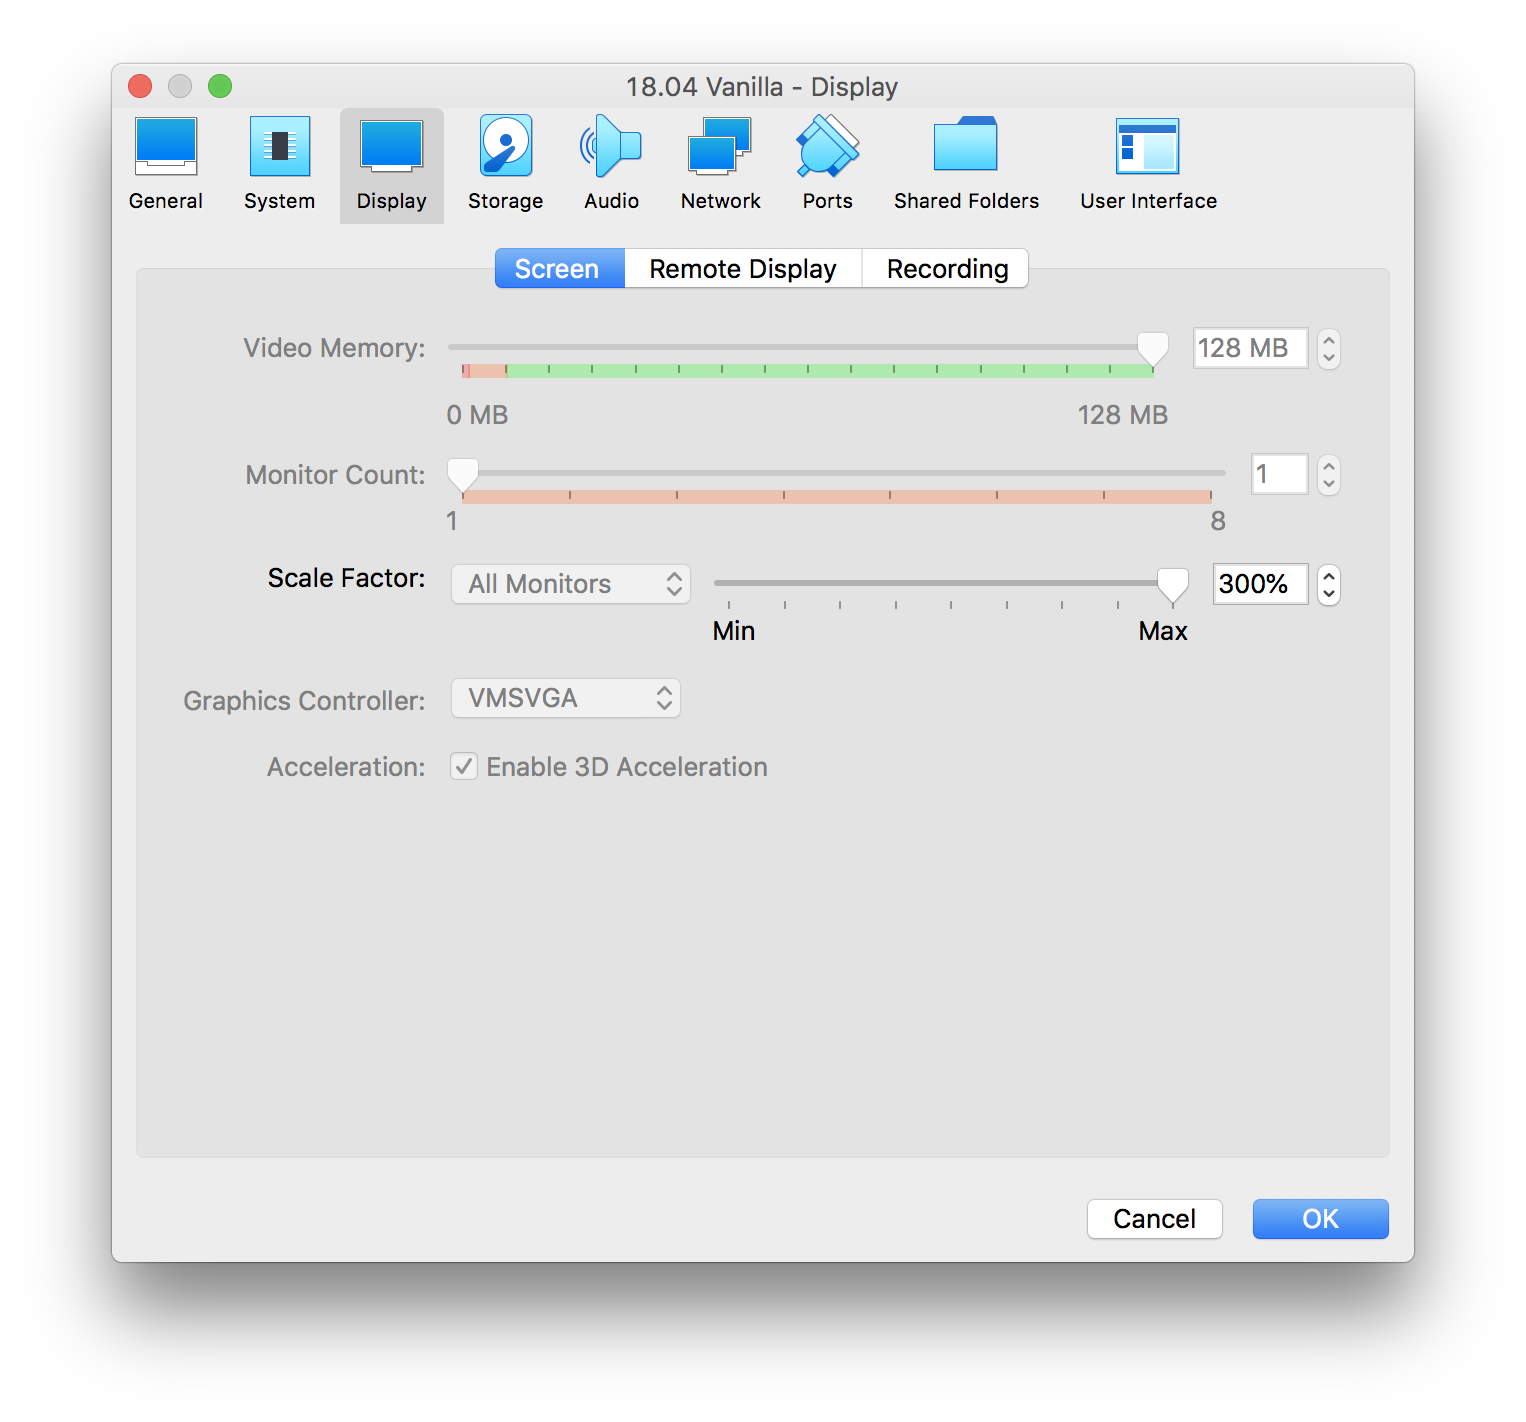 18.04 Vanilla - Display
General System Display Storage Audio Network Ports Shared Folders User Interface
Screen Remote Display Recording
Video Memory: 128 MB
0 MB 128 MB
Monitor Count: 1
1 8
Scale Factor: All Monitors 300%
Min Max
Graphics Controller: VMSVGA
Acceleration: Enable 3D Acceleration
Cancel OK